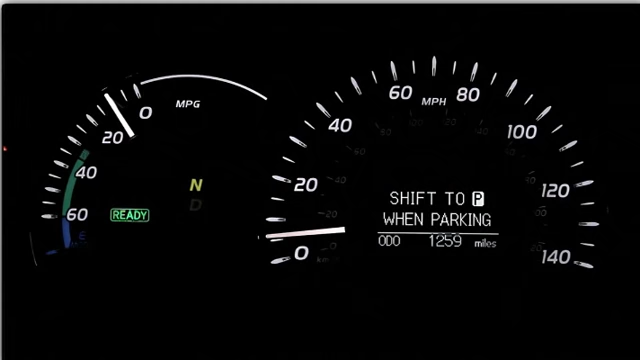 0
MPG
20
40
60
READY
N
D
0
20
40
60
MPH
80
100
120
140
SHIFT TO P
WHEN PARKING
ODO 1259 miles